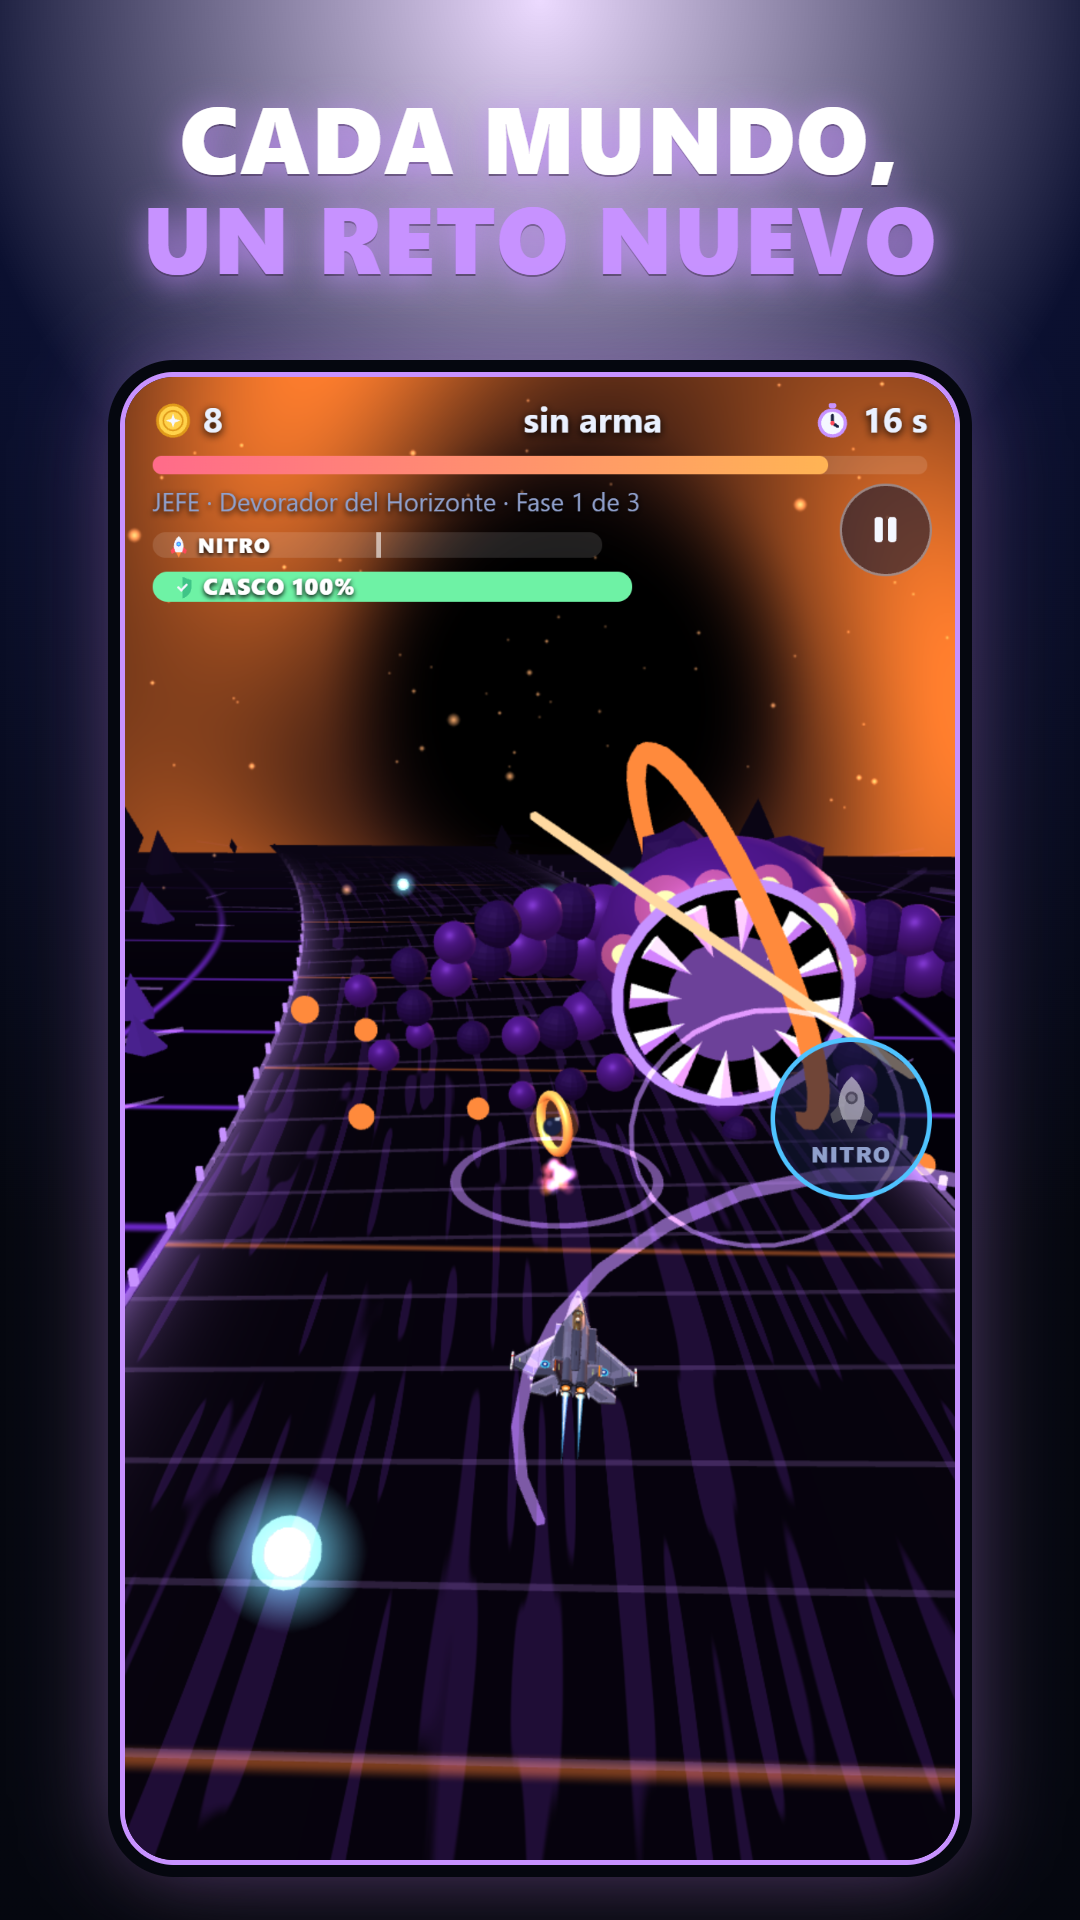 CADA MUNDO,
UN RETO NUEVO
8 sin arma 16 s
JEFE · Devorador del Horizonte · Fase 1 de 3
NITRO
CASCO 100%
NITRO